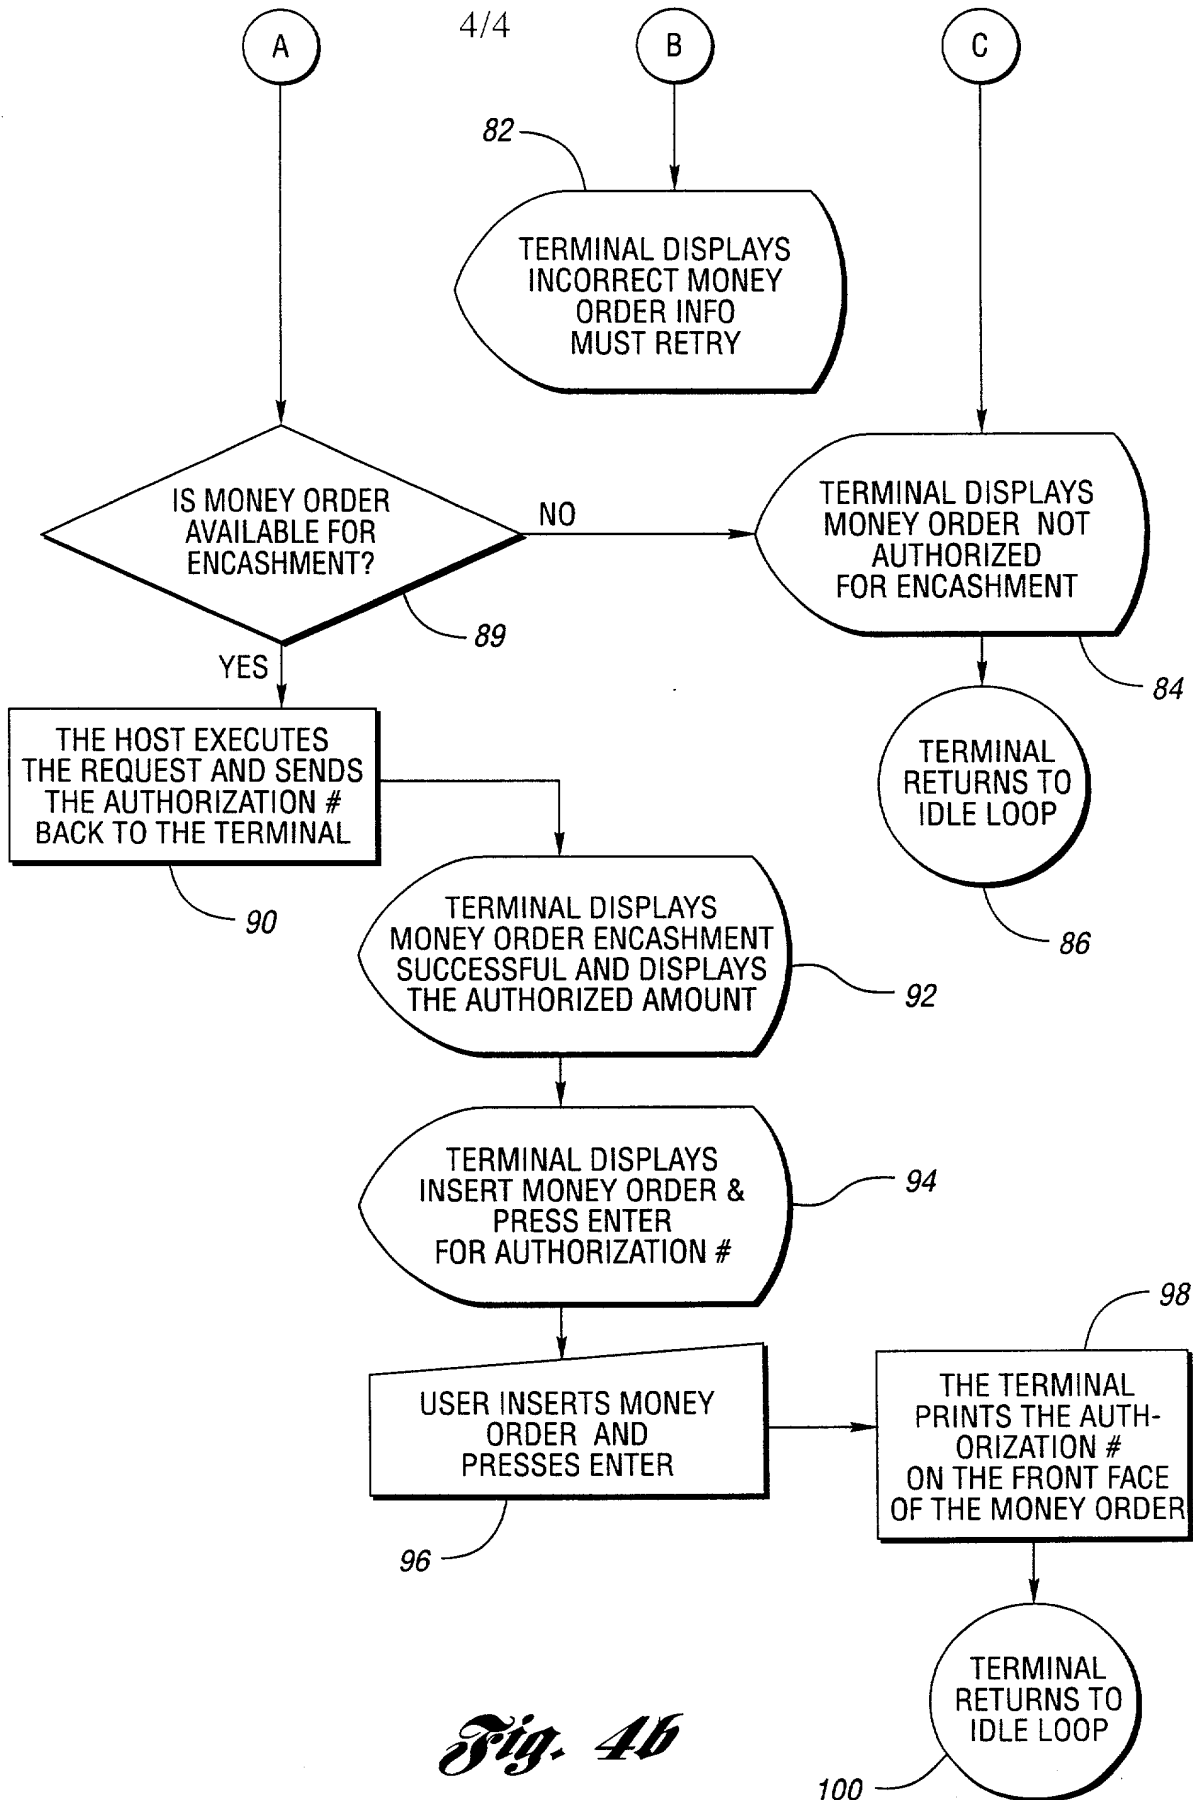 4/4
A
B
C
82
TERMINAL DISPLAYS
INCORRECT MONEY
ORDER INFO
MUST RETRY
IS MONEY ORDER
AVAILABLE FOR
ENCASHMENT?
NO
89
YES
TERMINAL DISPLAYS
MONEY ORDER NOT
AUTHORIZED
FOR ENCASHMENT
84
THE HOST EXECUTES
THE REQUEST AND SENDS
THE AUTHORIZATION #
BACK TO THE TERMINAL
90
TERMINAL
RETURNS TO
IDLE LOOP
86
TERMINAL DISPLAYS
MONEY ORDER ENCASHMENT
SUCCESSFUL AND DISPLAYS
THE AUTHORIZED AMOUNT
92
TERMINAL DISPLAYS
INSERT MONEY ORDER &
PRESS ENTER
FOR AUTHORIZATION #
94
USER INSERTS MONEY
ORDER AND
PRESSES ENTER
96
98
THE TERMINAL
PRINTS THE AUTH-
ORIZATION #
ON THE FRONT FACE
OF THE MONEY ORDER
TERMINAL
RETURNS TO
IDLE LOOP
100
Fig. 4b